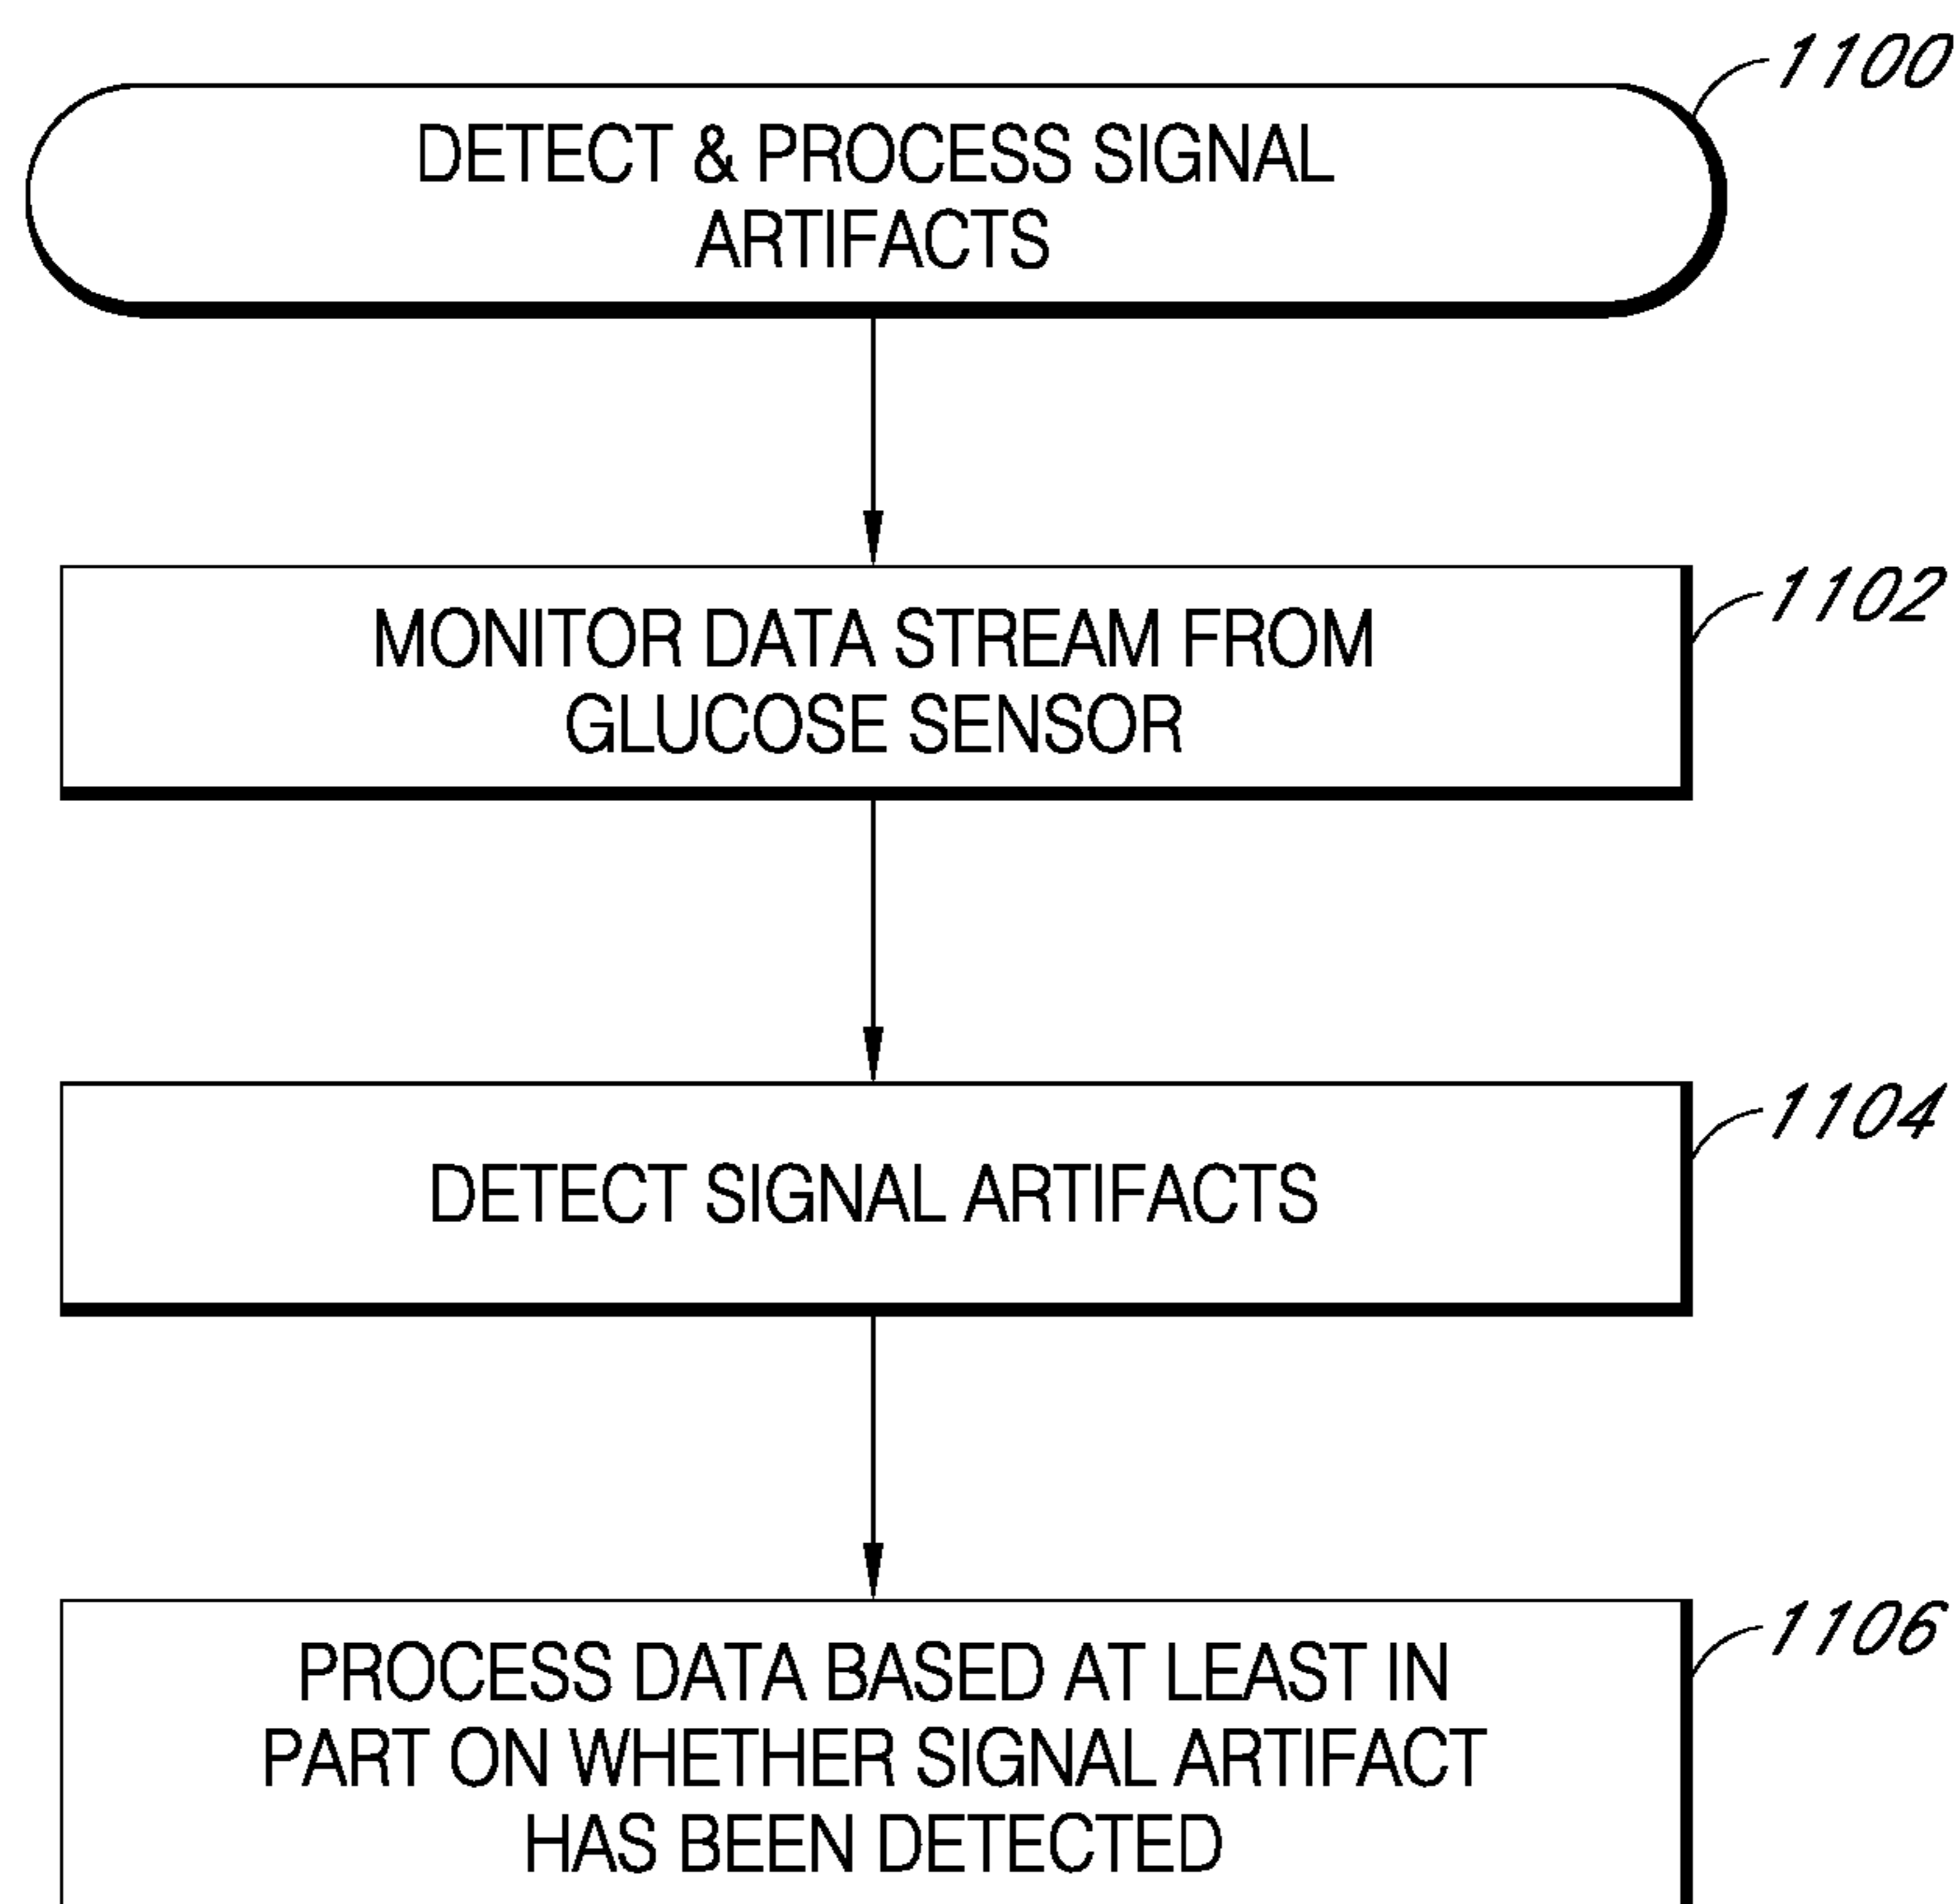 1100
DETECT & PROCESS SIGNAL
ARTIFACTS
1102
MONITOR DATA STREAM FROM
GLUCOSE SENSOR
1104
DETECT SIGNAL ARTIFACTS
1106
PROCESS DATA BASED AT LEAST IN
PART ON WHETHER SIGNAL ARTIFACT
HAS BEEN DETECTED